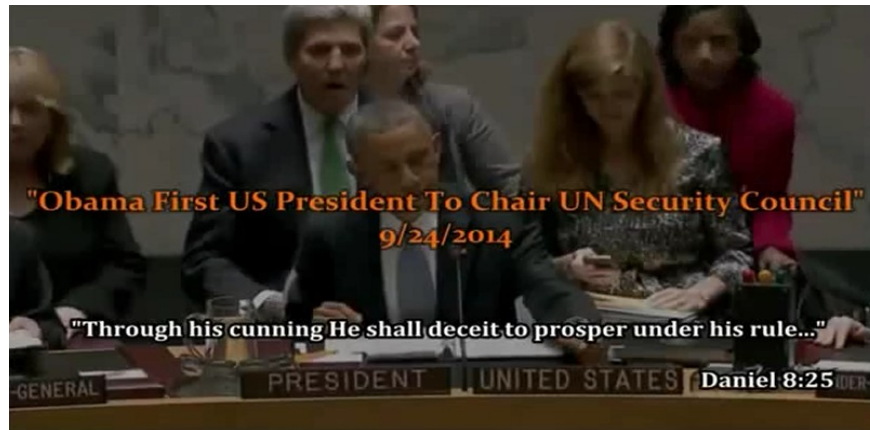 "Obama First US President To Chair UN Security Council"
9/24/2014
"Through his cunning He shall deceit to prosper under his rule..."
-GENERAL
PRESIDENT
UNITED STATES
Daniel 8:25